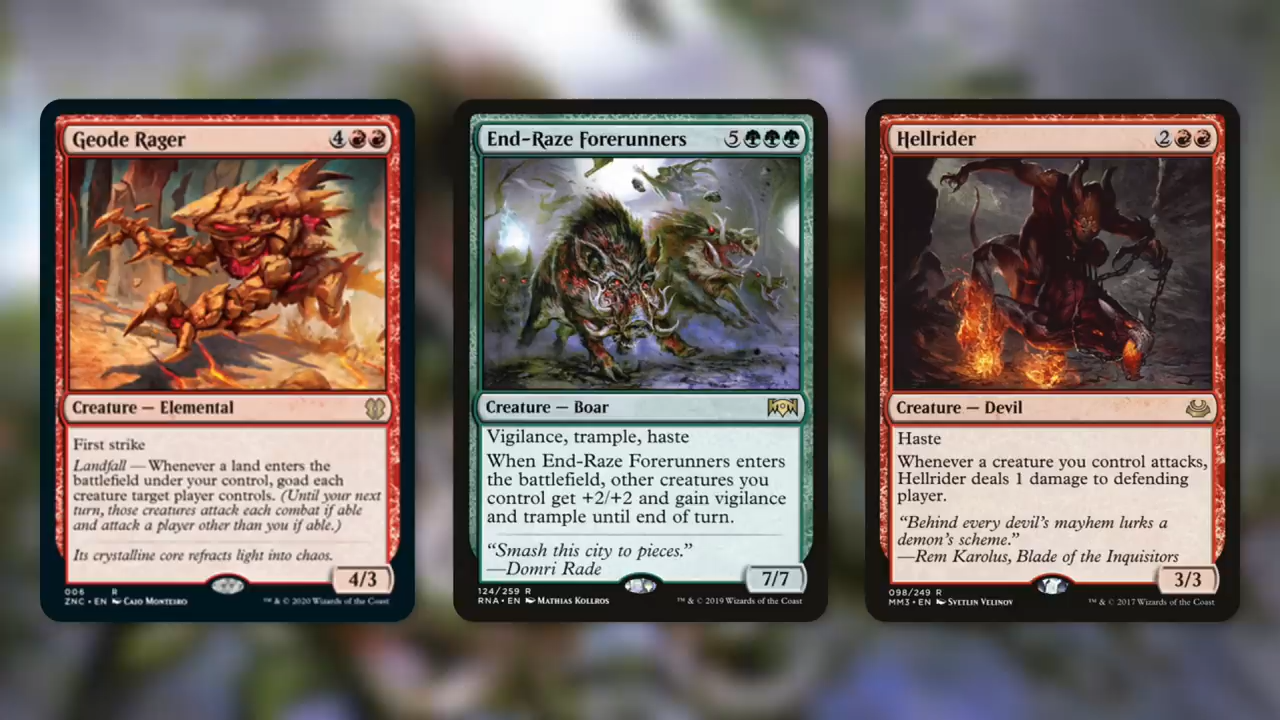 Geode Rager 4
Creature — Elemental
First strike
Landfall — Whenever a land enters the
battlefield under your control, goad each
creature target player controls. (Until your next
turn, those creatures attack each combat if able
and attack a player other than you if able.)
Its crystalline core refracts light into chaos.
4/3
006 R
ZNC • EN Caio Monteiro
™ & © 2020 Wizards of the Coast
End-Raze Forerunners 5
Creature — Boar
Vigilance, trample, haste
When End-Raze Forerunners enters
the battlefield, other creatures you
control get +2/+2 and gain vigilance
and trample until end of turn.
“Smash this city to pieces.”
—Domri Rade
7/7
124/259 R
RNA • EN Mathias Kollros
™ & © 2019 Wizards of the Coast
Hellrider 2
Creature — Devil
Haste
Whenever a creature you control attacks,
Hellrider deals 1 damage to defending
player.
“Behind every devil’s mayhem lurks a
demon’s scheme.”
—Rem Karolus, Blade of the Inquisitors
3/3
098/249 R
MM3 • EN Svetlin Velinov
™ & © 2017 Wizards of the Coast